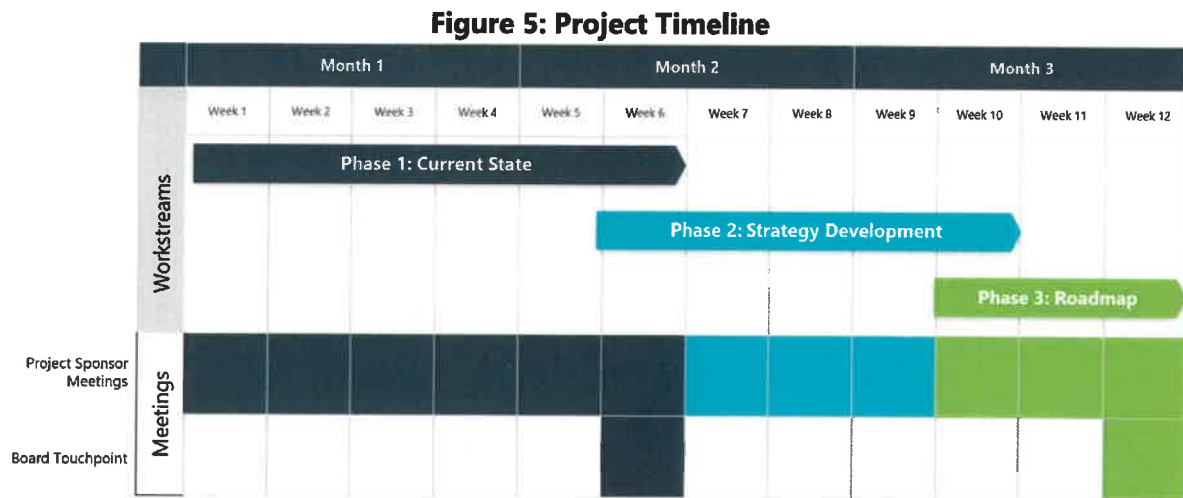 Figure 5: Project Timeline
Month 1 Month 2 Month 3
Week 1 Week 2 Week 3 Week 4 Week 5 Week 6 Week 7 Week 8 Week 9 Week 10 Week 11 Week 12
Workstreams
Phase 1: Current State
Phase 2: Strategy Development
Phase 3: Roadmap
Meetings
Project Sponsor
Meetings
Board Touchpoint